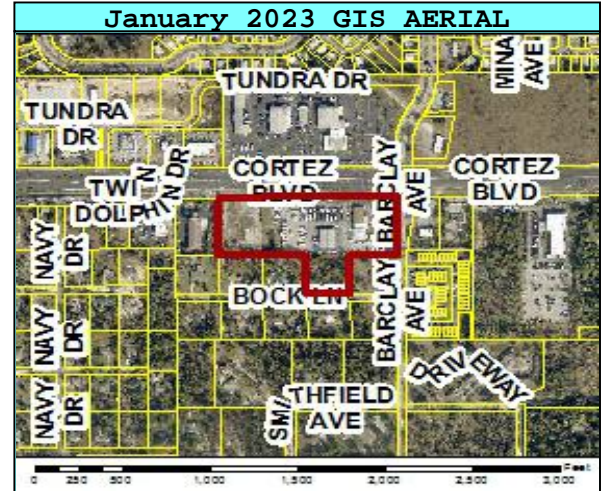 January 2023 GIS AERIAL
TUNDRA DR
MINA
AVE
TUNDRA
DR
CORTEZ
BLVD
BARCLAY
AVE
CORTEZ
BLVD
TWIN
DOLPHIN DR
NAVY
DR
BOCK LN
BARCLAY
AVE
NAVY
DR
DRIVEWAY
NAVY
DR
SMITHFIELD
AVE
Feet
0 250 500 1,000 1,500 2,000 2,500 3,000